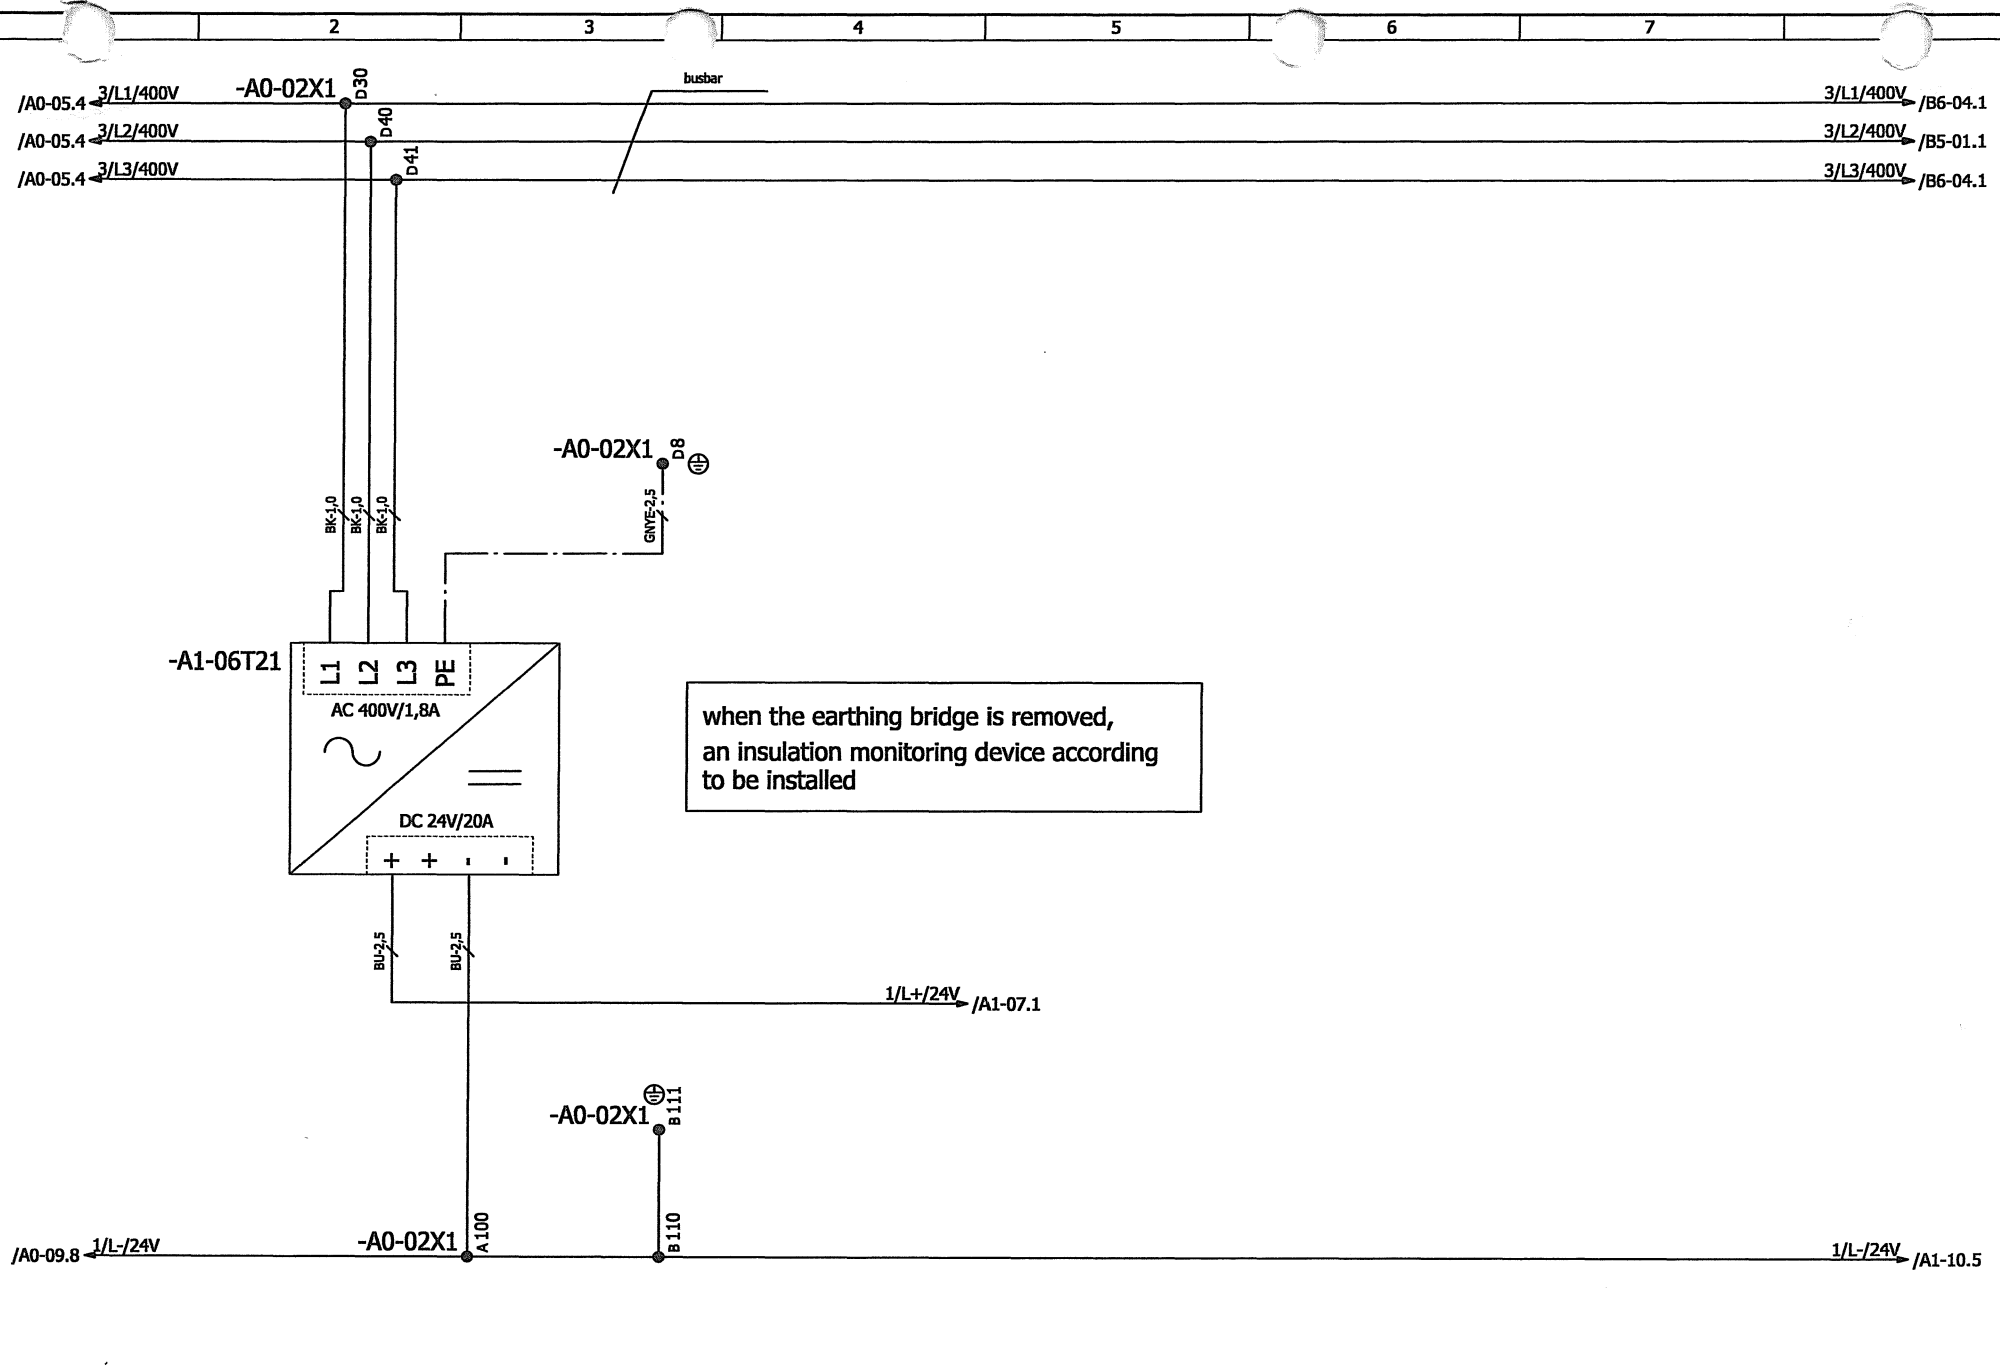 2 3 4 5 6 7
busbar
/A0-05.4 3/L1/400V -A0-02X1 D30 3/L1/400V /B6-04.1
/A0-05.4 3/L2/400V D40 3/L2/400V /B5-01.1
/A0-05.4 3/L3/400V D41 3/L3/400V /B6-04.1
-A0-02X1 D8
BK-1,0 BK-1,0 BK-1,0 GNYE-2,5
-A1-06T21 L1 L2 L3 PE
AC 400V/1,8A
when the earthing bridge is removed,
an insulation monitoring device according
to be installed
DC 24V/20A
+ + - -
BU-2,5 BU-2,5
1/L+/24V /A1-07.1
-A0-02X1 B111
/A0-09.8 1/L-/24V -A0-02X1 A100 B110 1/L-/24V /A1-10.5